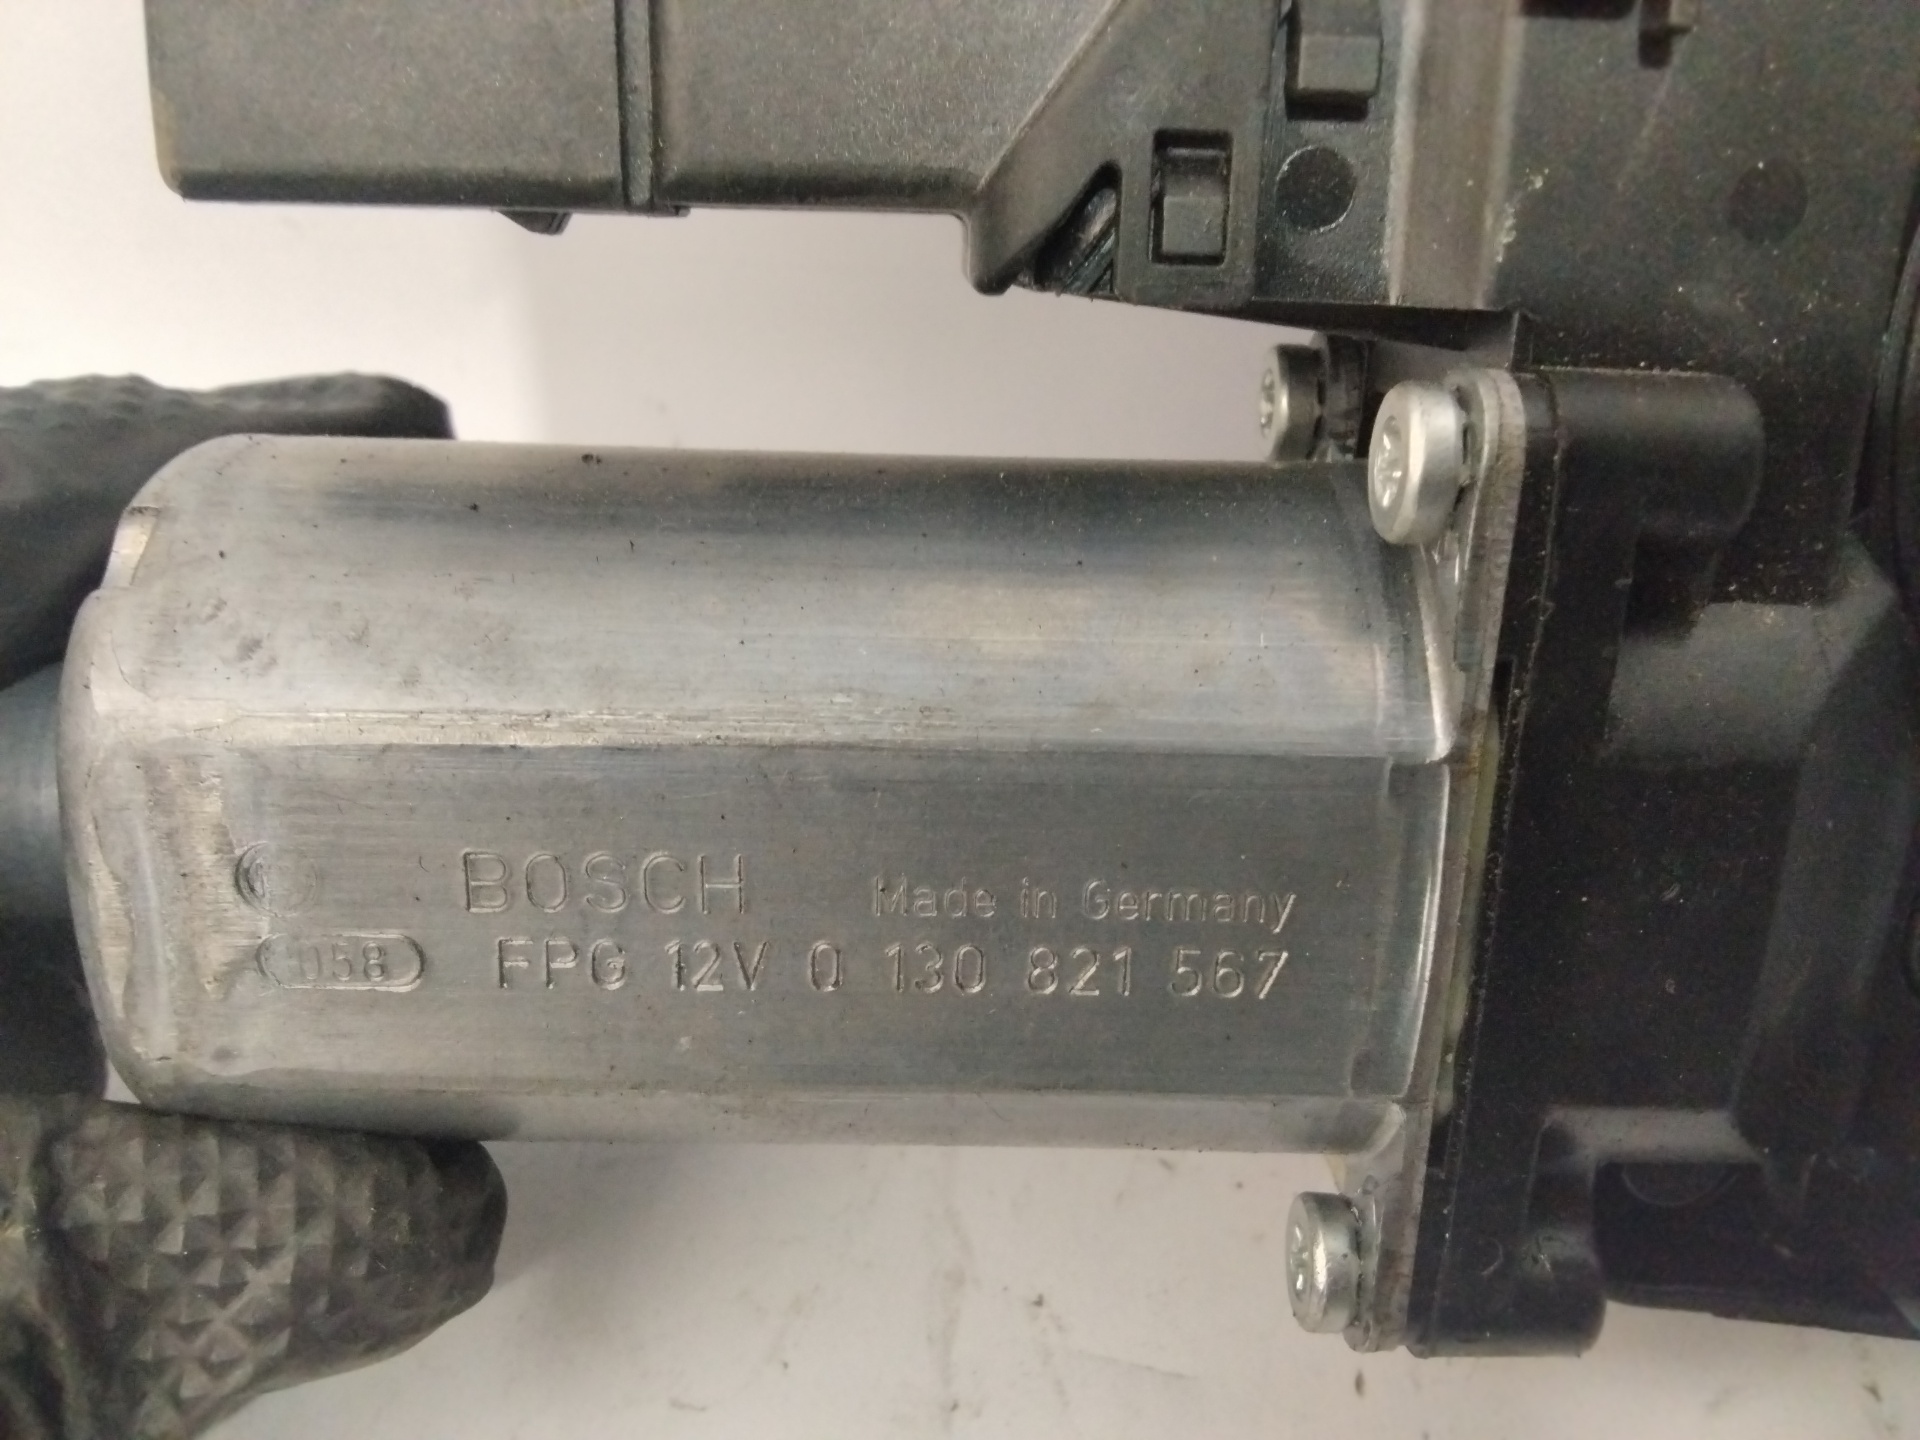 BOSCH Made in Germany
058 FPG 12V 0 130 821 567